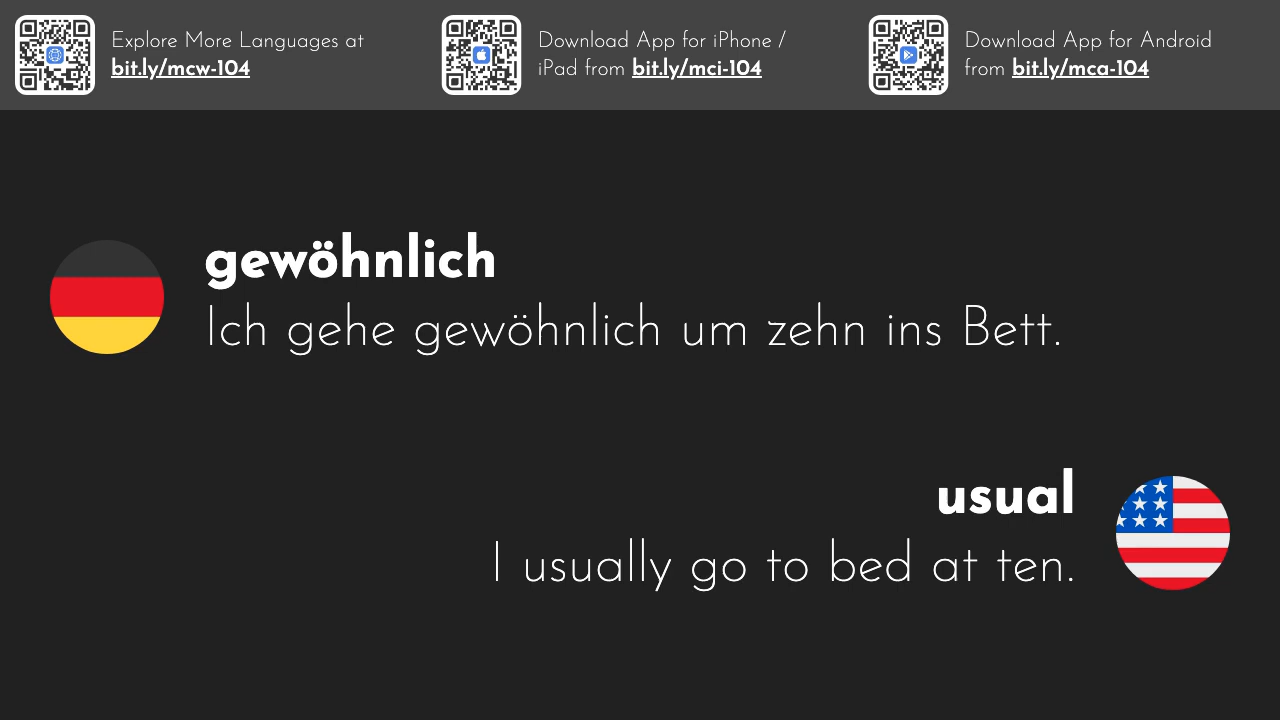 Explore More Languages at
bit.ly/mcw-104
Download App for iPhone /
iPad from bit.ly/mci-104
Download App for Android
from bit.ly/mca-104
gewöhnlich
Ich gehe gewöhnlich um zehn ins Bett.
usual
I usually go to bed at ten.